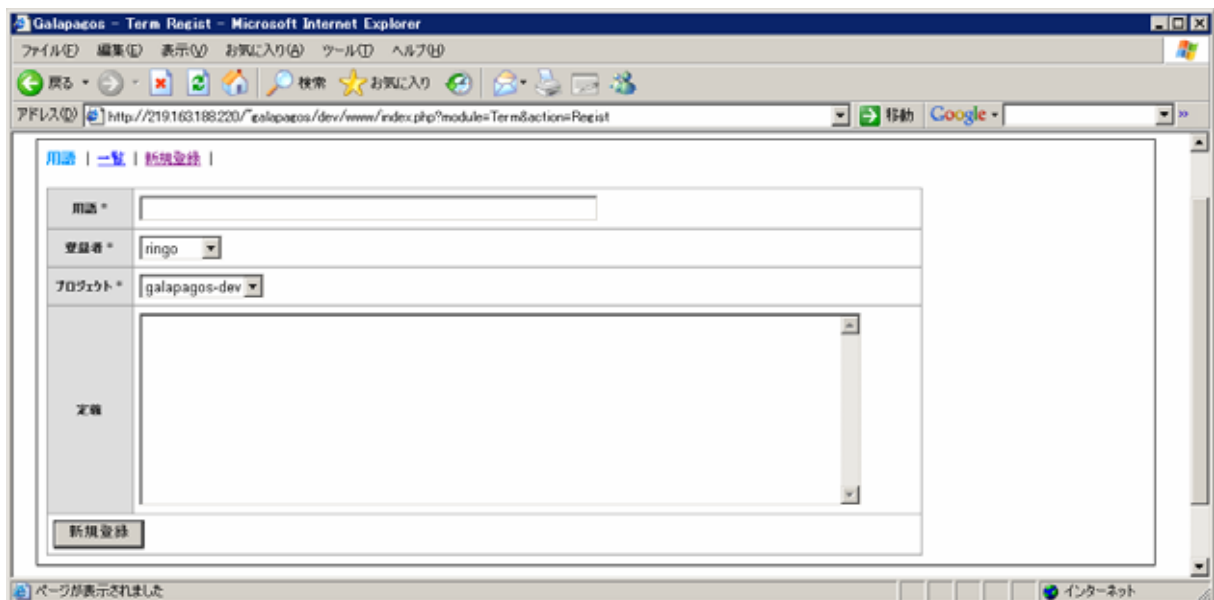 Galapagos - Term Regist - Microsoft Internet Explorer
ファイル(F) 編集(E) 表示(V) お気に入り(A) ツール(T) ヘルプ(H)
戻る 検索 お気に入り
アドレス(D) http://219.163.188.220/~galapagos/dev/www/index.php?module=Term&action=Regist 移動 Google
用語 | 一覧 | 新規登録 |
用語 *
登録者 * ringo
プロジェクト * galapagos-dev
定義
新規登録
ページが表示されました インターネット